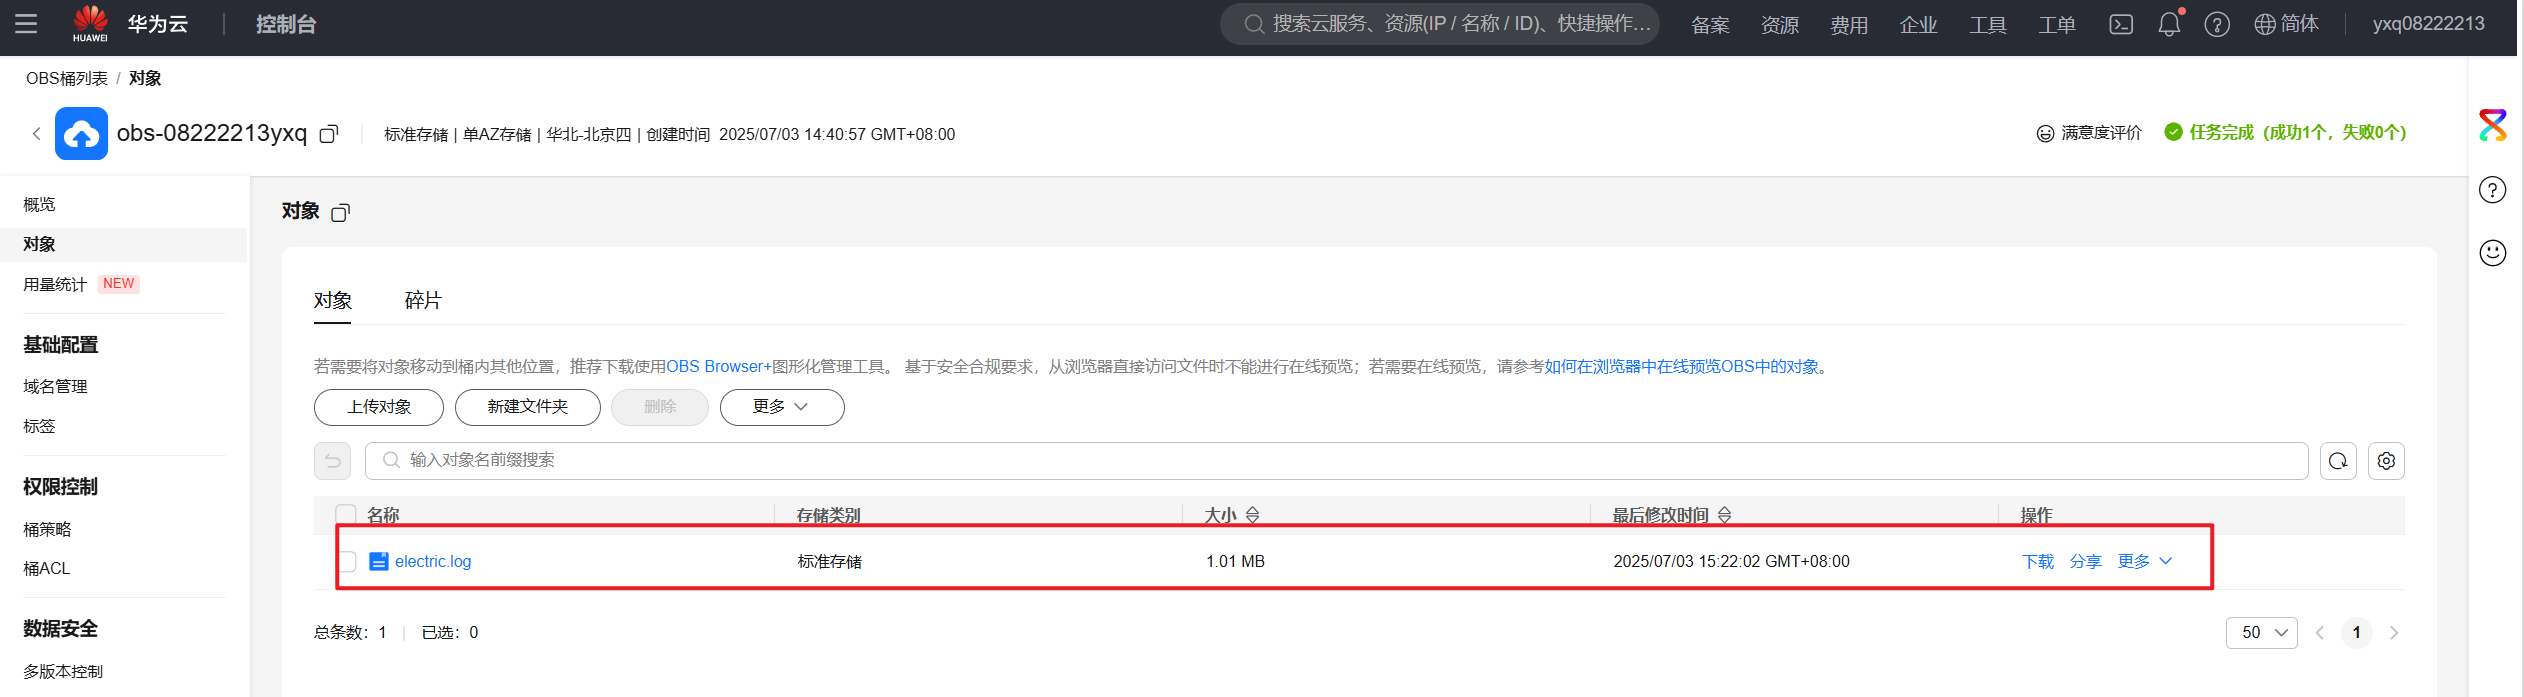 HUAWEI 华为云 控制台 搜索云服务、资源(IP / 名称 / ID)、快捷操作... 备案 资源 费用 企业 工具 工单 简体 yxq08222213
OBS桶列表 / 对象
obs-08222213yxq 标准存储 | 单AZ存储 | 华北-北京四 | 创建时间 2025/07/03 14:40:57 GMT+08:00 满意度评价 任务完成（成功1个，失败0个）
概览
对象
用量统计 NEW
基础配置
域名管理
标签
权限控制
桶策略
桶ACL
数据安全
多版本控制
对象
对象 碎片
若需要将对象移动到桶内其他位置，推荐下载使用OBS Browser+图形化管理工具。 基于安全合规要求，从浏览器直接访问文件时不能进行在线预览；若需要在线预览，请参考如何在浏览器中在线预览OBS中的对象。
上传对象 新建文件夹 删除 更多
输入对象名前缀搜索
名称 存储类别 大小 最后修改时间 操作
electric.log 标准存储 1.01 MB 2025/07/03 15:22:02 GMT+08:00 下载 分享 更多
总条数：1 | 已选：0 50 1